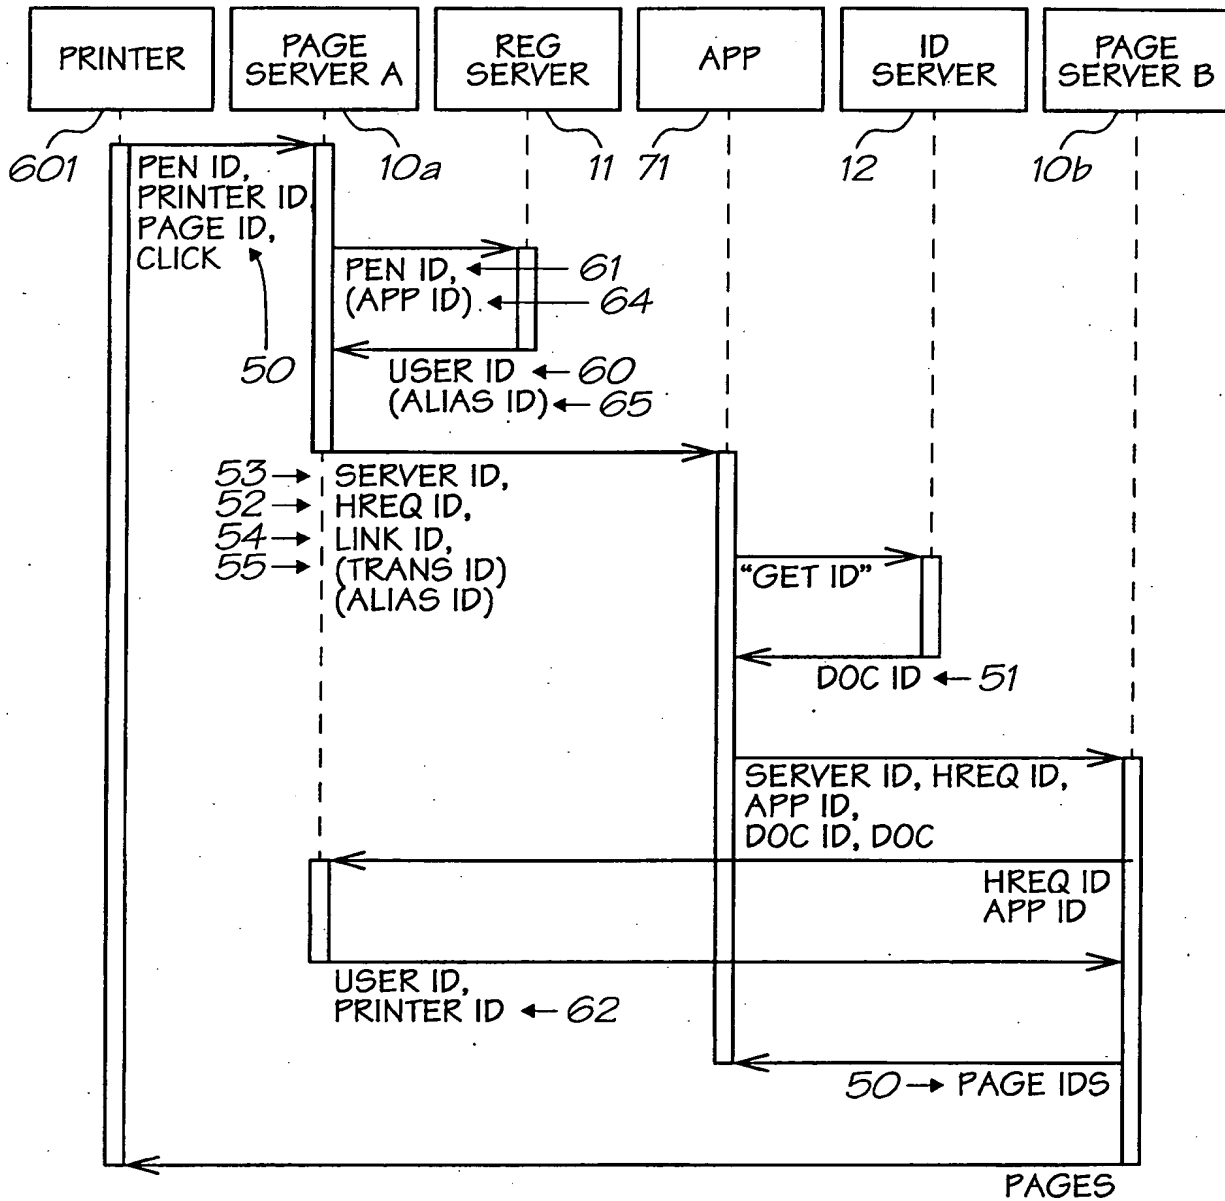 PRINTER
PAGE
SERVER A
REG
SERVER
APP
ID
SERVER
PAGE
SERVER B
601
10a
11
71
12
10b
PEN ID,
PRINTER ID,
PAGE ID,
CLICK
50
PEN ID,
61
(APP ID)
64
USER ID
60
(ALIAS ID)
65
53
SERVER ID,
52
HREQ ID,
54
LINK ID,
55
(TRANS ID)
(ALIAS ID)
"GET ID"
DOC ID
51
SERVER ID, HREQ ID,
APP ID,
DOC ID, DOC
HREQ ID
APP ID
USER ID,
PRINTER ID
62
50
PAGE IDS
PAGES